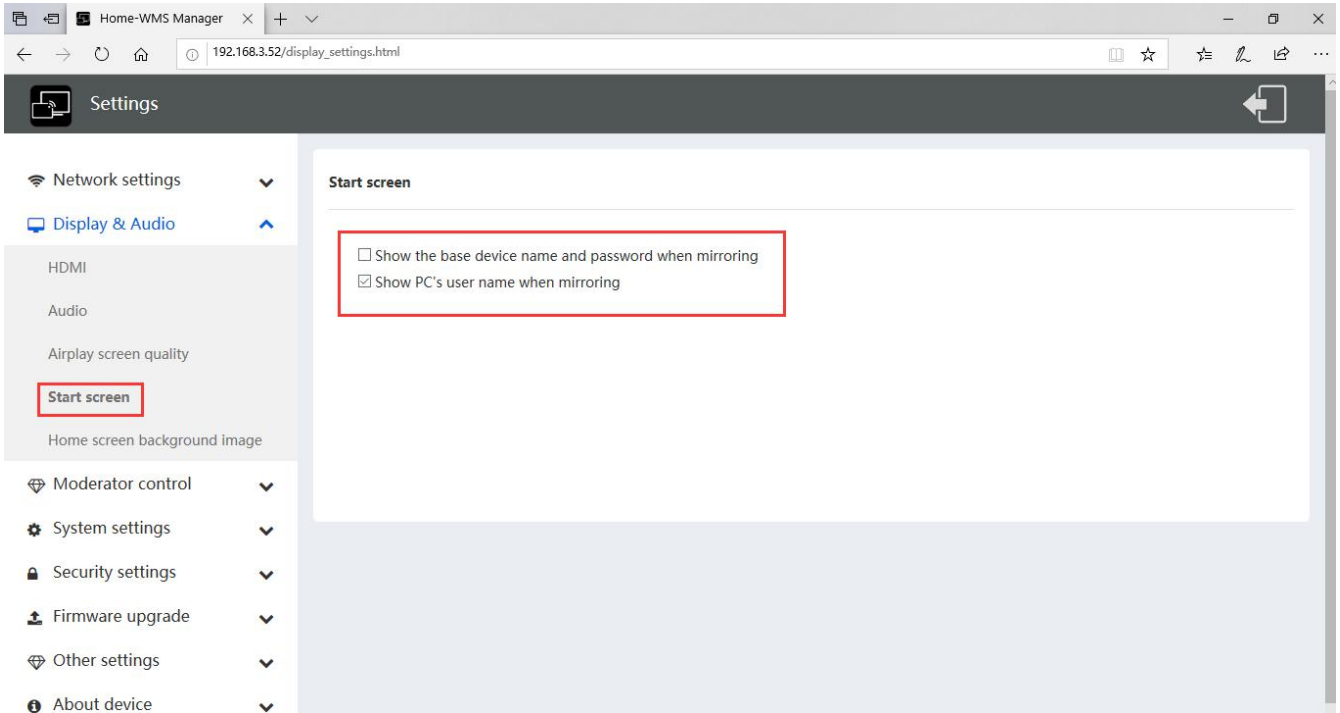 Home-WMS Manager
192.168.3.52/display_settings.html
Settings
Network settings
Display & Audio
HDMI
Audio
Airplay screen quality
Start screen
Home screen background image
Moderator control
System settings
Security settings
Firmware upgrade
Other settings
About device
Start screen
Show the base device name and password when mirroring
Show PC's user name when mirroring